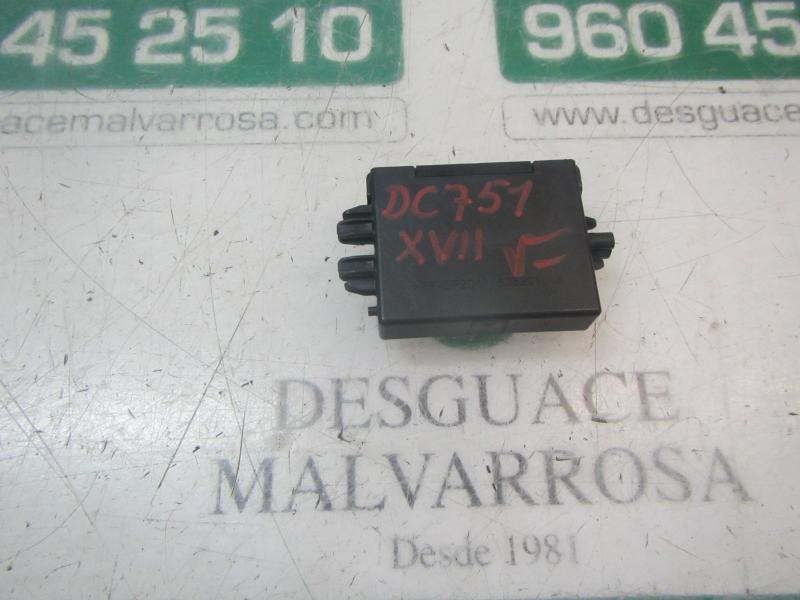 45 25 10
960 45
acemalvarrosa.com
www.desguace
DC751
XVII
DESGUACE
MALVARROSA
Desde 1981